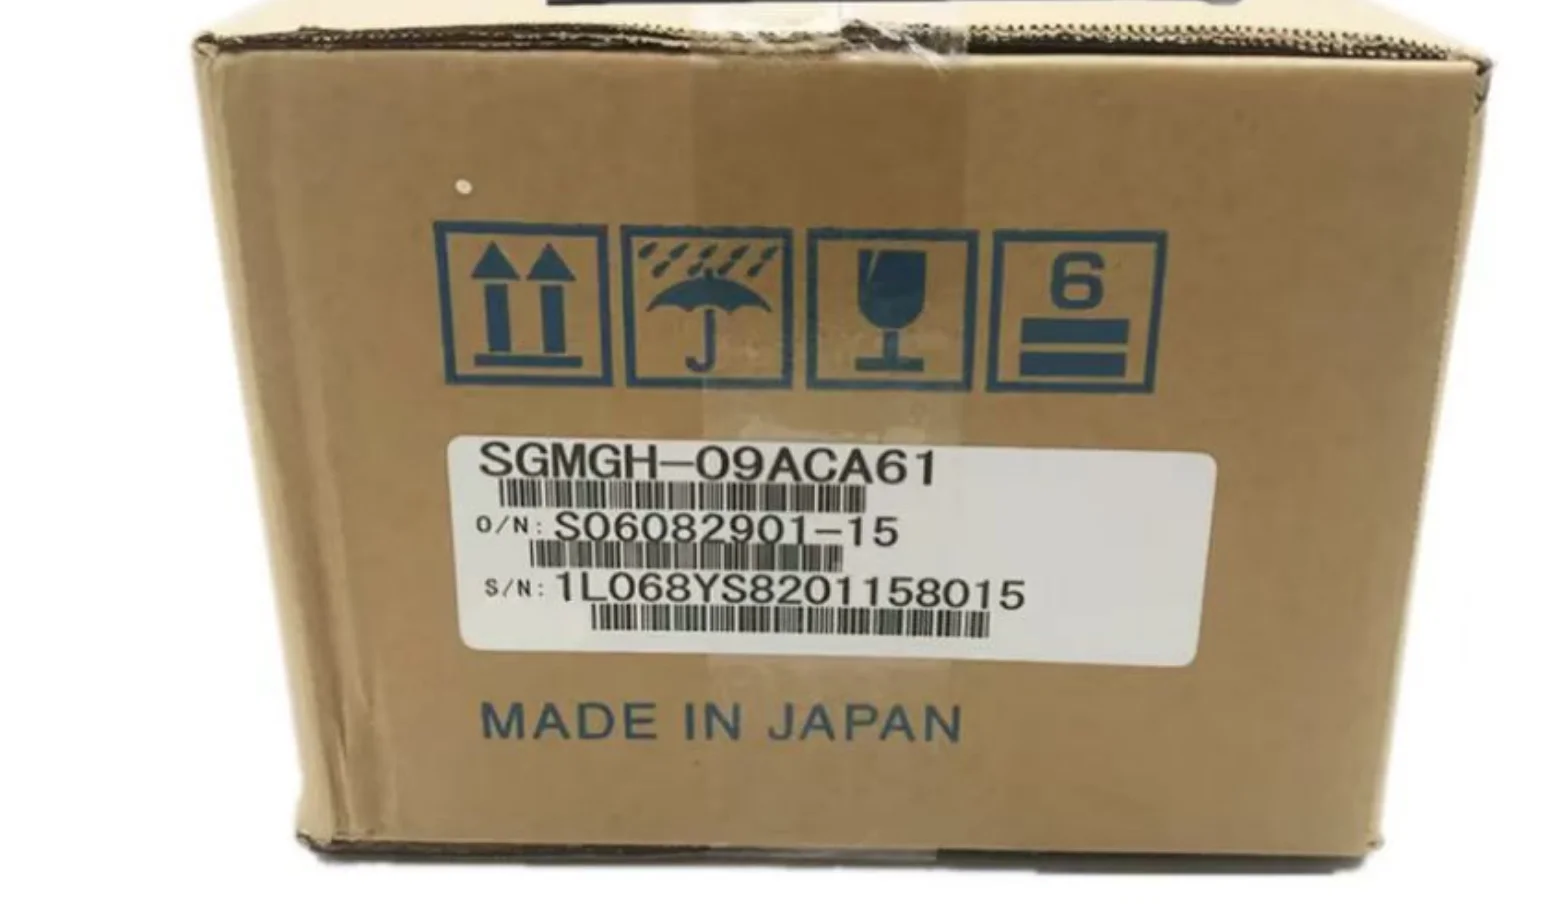 6
SGMGH-09ACA61
O/N: S06082901-15
S/N: 1L068YS8201158015
MADE IN JAPAN